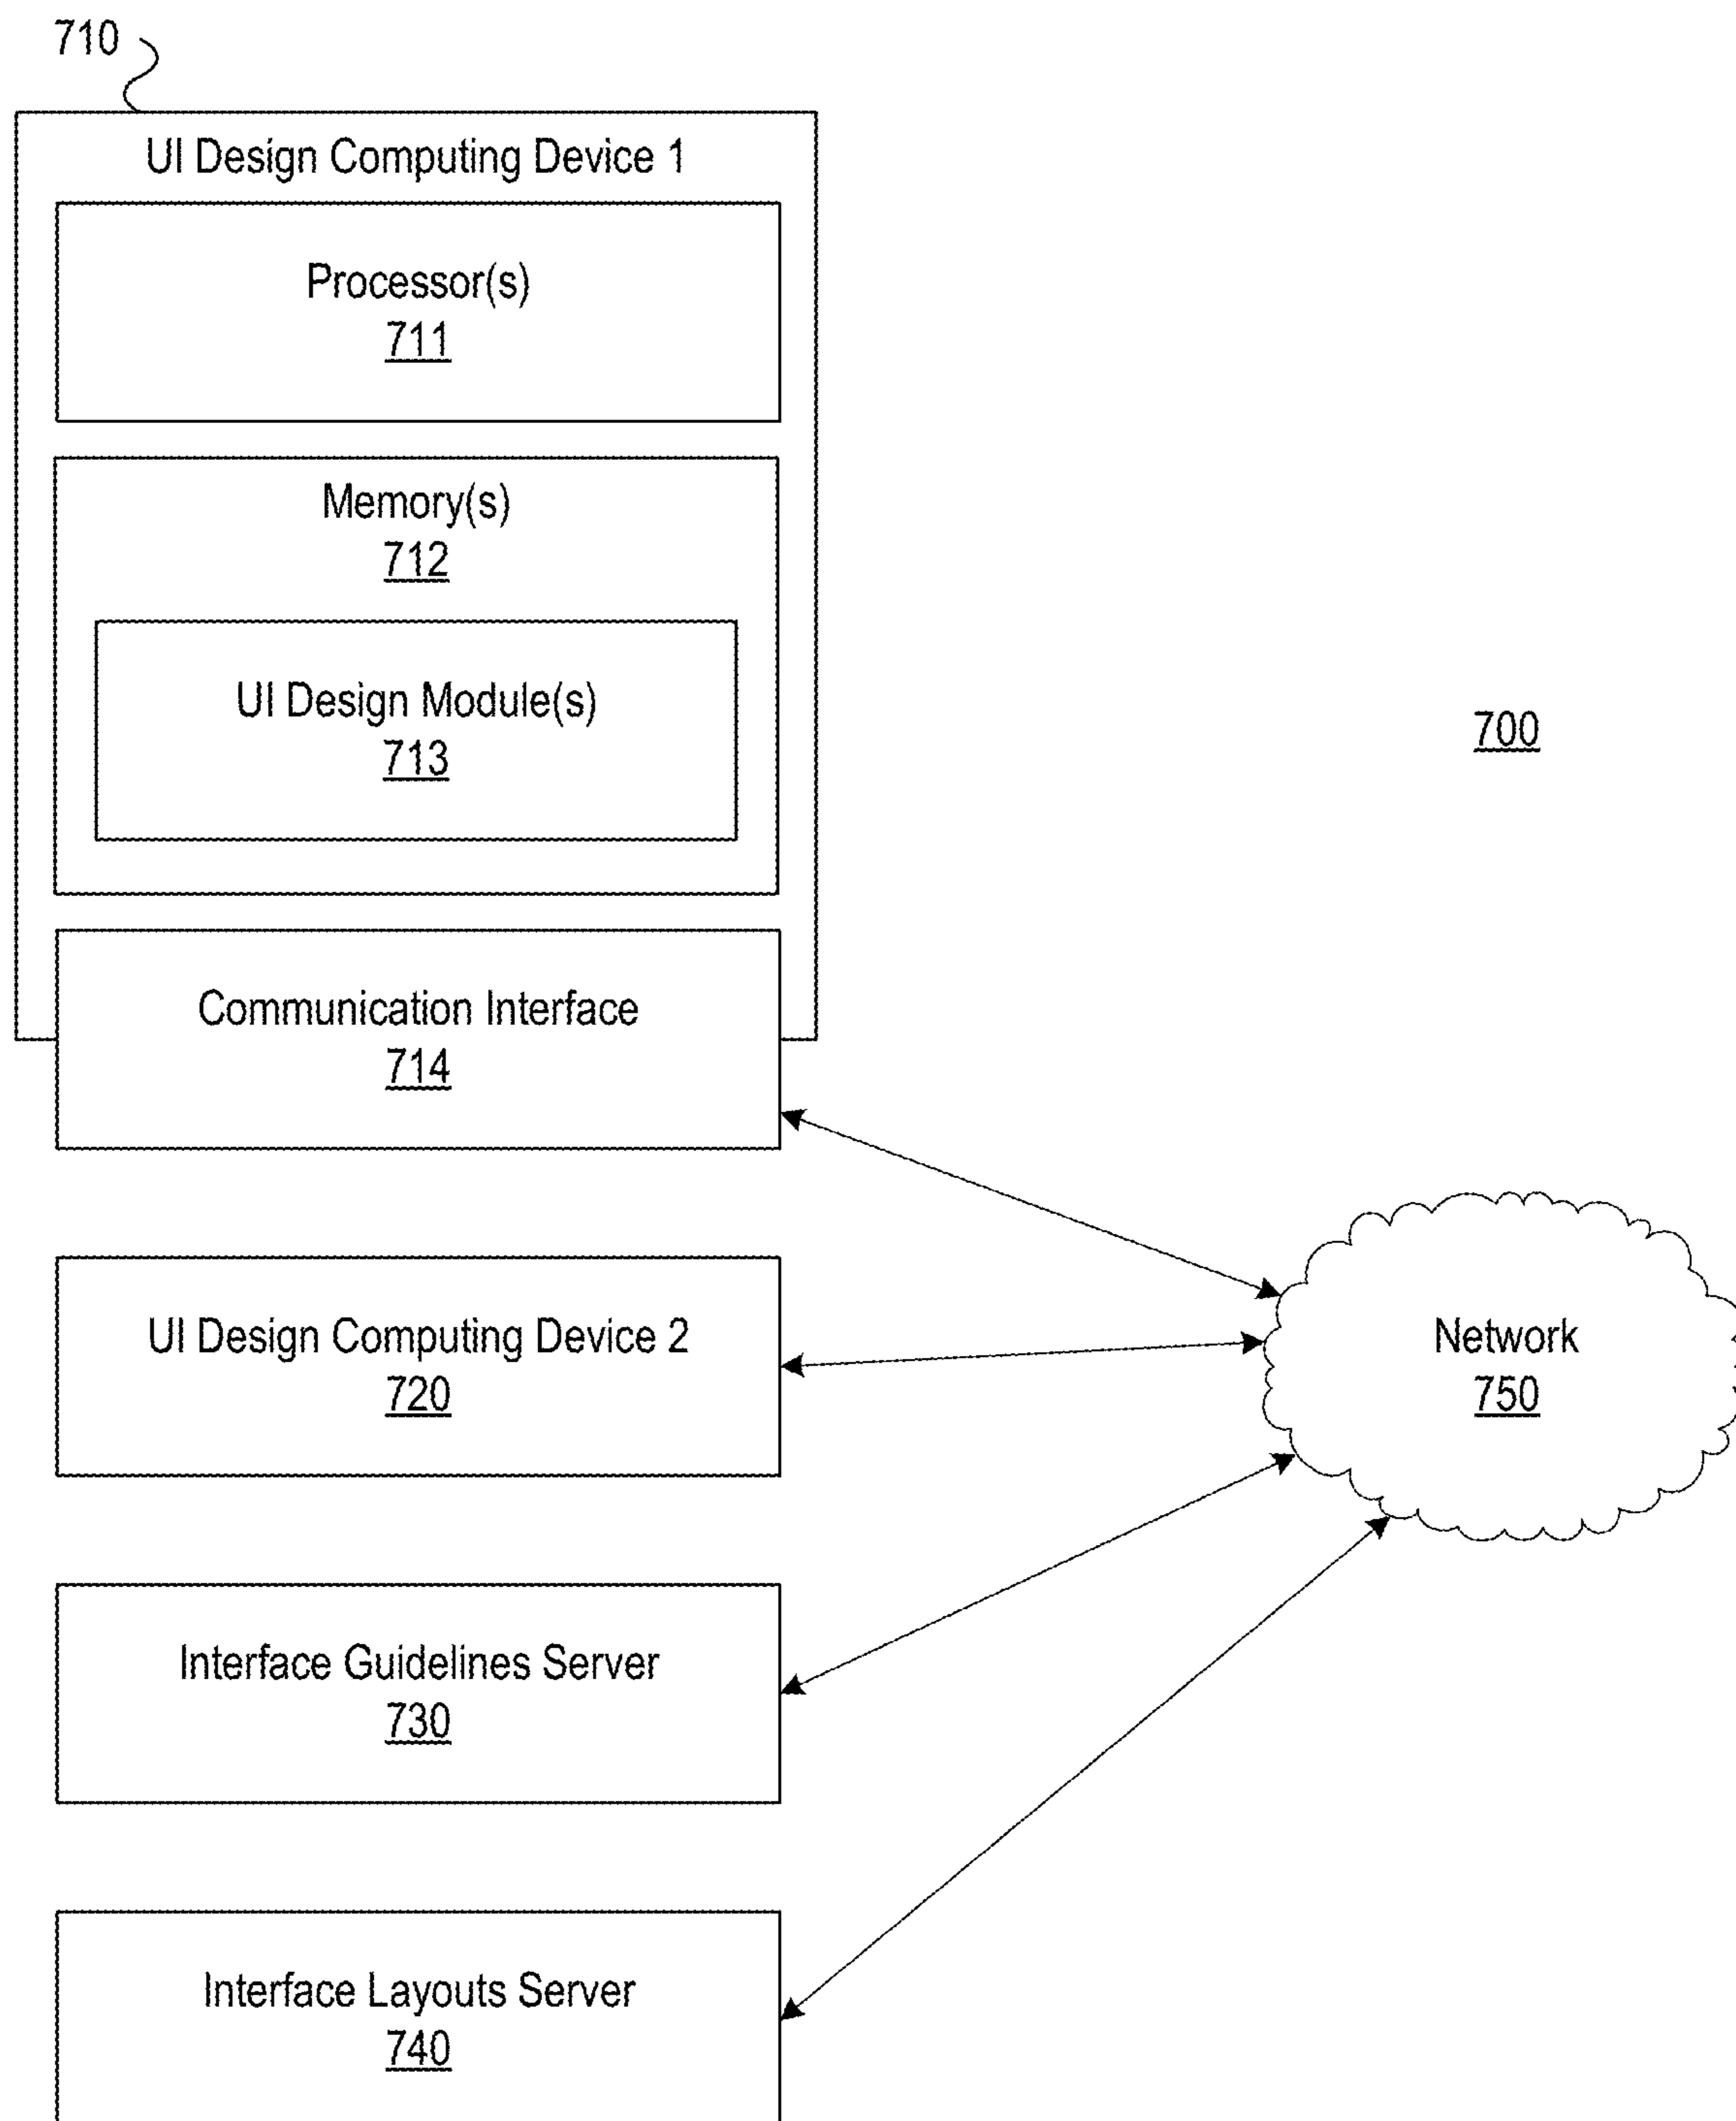 710
UI Design Computing Device 1
Processor(s)
711
Memory(s)
712
UI Design Module(s)
713
700
Communication Interface
714
UI Design Computing Device 2
720
Network
750
Interface Guidelines Server
730
Interface Layouts Server
740